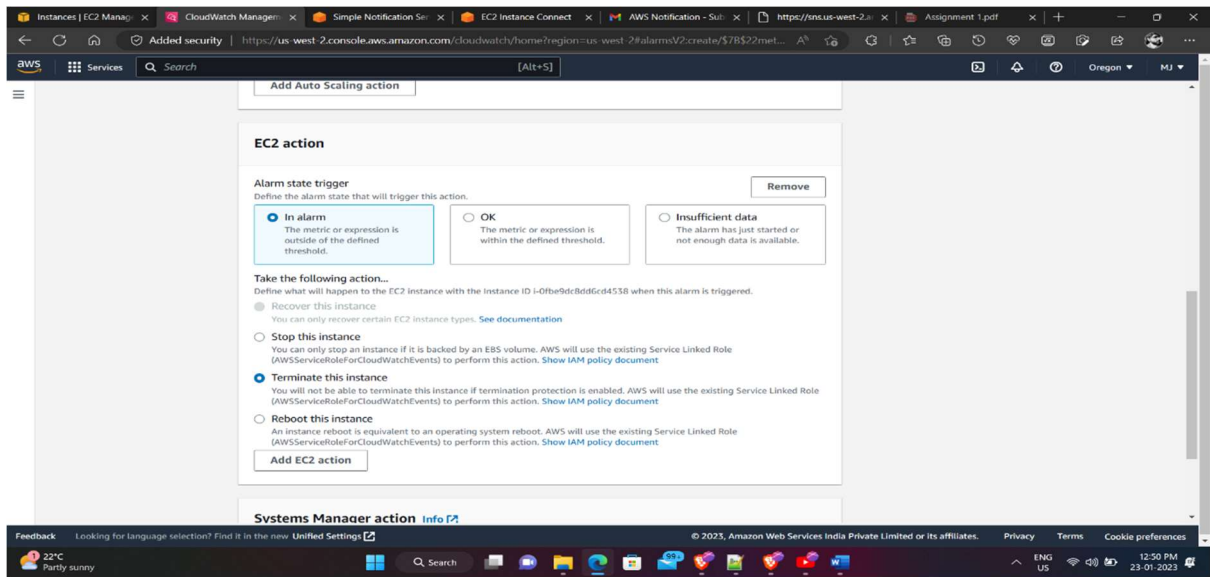 Instances | EC2 Manage
CloudWatch Managem
Simple Notification Ser
EC2 Instance Connect
AWS Notification - Sub
https://sns.us-west-2.a
Assignment 1.pdf
Added security
https://us-west-2.console.aws.amazon.com/cloudwatch/home?region=us-west-2#alarmsV2:create/$7B$22met...
aws
Services
Search
[Alt+S]
Oregon
MJ
Add Auto Scaling action
EC2 action
Alarm state trigger
Define the alarm state that will trigger this action.
Remove
In alarm
The metric or expression is
outside of the defined
threshold.
OK
The metric or expression is
within the defined threshold.
Insufficient data
The alarm has just started or
not enough data is available.
Take the following action...
Define what will happen to the EC2 instance with the Instance ID i-0fbe9dc8dd6cd4538 when this alarm is triggered.
Recover this instance
You can only recover certain EC2 instance types. See documentation
Stop this instance
You can only stop an instance if it is backed by an EBS volume. AWS will use the existing Service Linked Role
(AWSServiceRoleForCloudWatchEvents) to perform this action. Show IAM policy document
Terminate this instance
You will not be able to terminate this instance if termination protection is enabled. AWS will use the existing Service Linked Role
(AWSServiceRoleForCloudWatchEvents) to perform this action. Show IAM policy document
Reboot this instance
An instance reboot is equivalent to an operating system reboot. AWS will use the existing Service Linked Role
(AWSServiceRoleForCloudWatchEvents) to perform this action. Show IAM policy document
Add EC2 action
Systems Manager action Info
Feedback
Looking for language selection? Find it in the new Unified Settings
© 2023, Amazon Web Services India Private Limited or its affiliates.
Privacy
Terms
Cookie preferences
1
22°C
Partly sunny
Search
99+
ENG
US
12:50 PM
23-01-2023